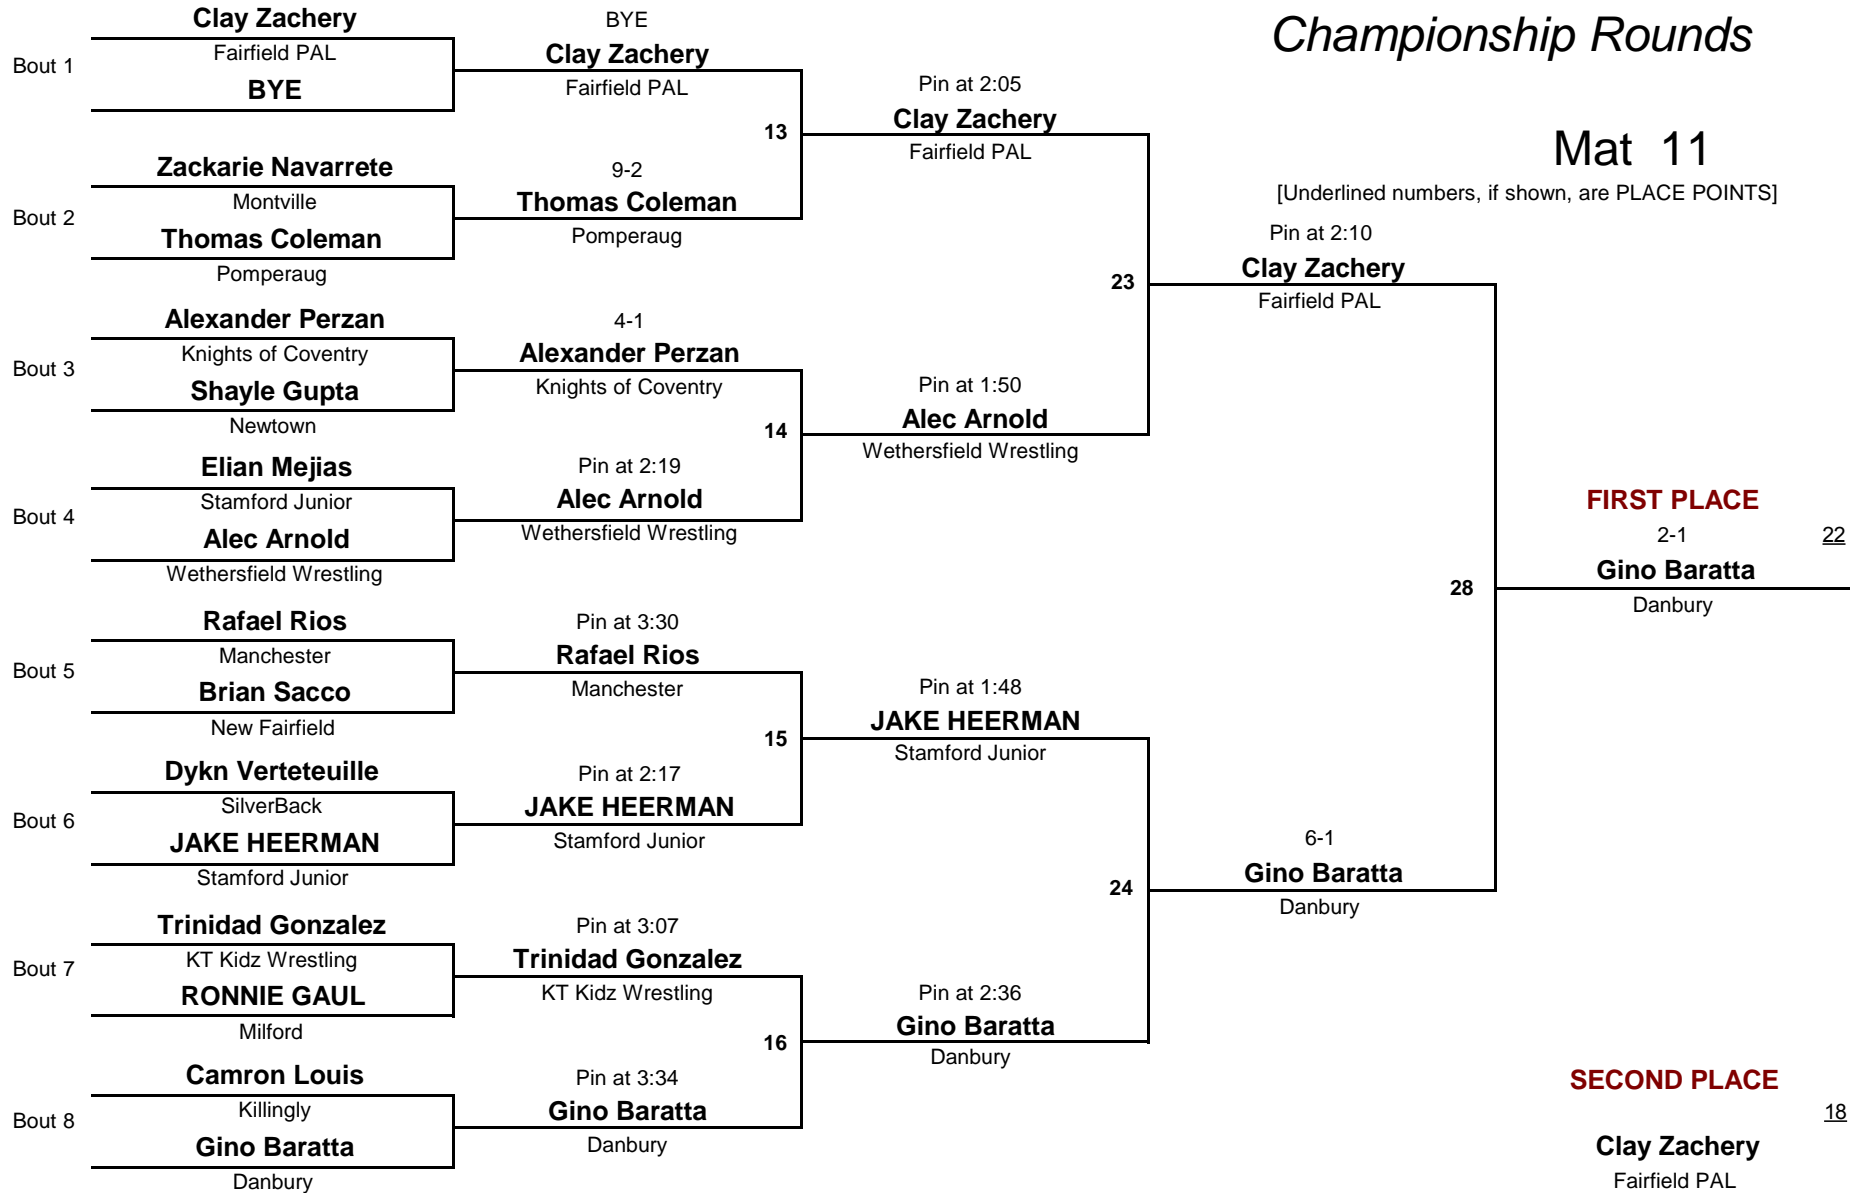 Championship Rounds
Mat 11
[Underlined numbers, if shown, are PLACE POINTS]
Bout 1
Clay Zachery
Fairfield PAL
BYE
Bout 2
Zackarie Navarrete
Montville
Thomas Coleman
Pomperaug
Bout 3
Alexander Perzan
Knights of Coventry
Shayle Gupta
Newtown
Bout 4
Elian Mejias
Stamford Junior
Alec Arnold
Wethersfield Wrestling
Bout 5
Rafael Rios
Manchester
Brian Sacco
New Fairfield
Bout 6
Dykn Verteteuille
SilverBack
JAKE HEERMAN
Stamford Junior
Bout 7
Trinidad Gonzalez
KT Kidz Wrestling
RONNIE GAUL
Milford
Bout 8
Camron Louis
Killingly
Gino Baratta
Danbury
BYE
Clay Zachery
Fairfield PAL
13
9-2
Thomas Coleman
Pomperaug
4-1
Alexander Perzan
Knights of Coventry
14
Pin at 2:19
Alec Arnold
Wethersfield Wrestling
Pin at 3:30
Rafael Rios
Manchester
15
Pin at 2:17
JAKE HEERMAN
Stamford Junior
Pin at 3:07
Trinidad Gonzalez
KT Kidz Wrestling
16
Pin at 3:34
Gino Baratta
Danbury
Pin at 2:05
Clay Zachery
Fairfield PAL
23
Pin at 1:50
Alec Arnold
Wethersfield Wrestling
Pin at 1:48
JAKE HEERMAN
Stamford Junior
24
Pin at 2:36
Gino Baratta
Danbury
Pin at 2:10
Clay Zachery
Fairfield PAL
28
6-1
Gino Baratta
Danbury
FIRST PLACE
2-1 22
Gino Baratta
Danbury
SECOND PLACE
18
Clay Zachery
Fairfield PAL